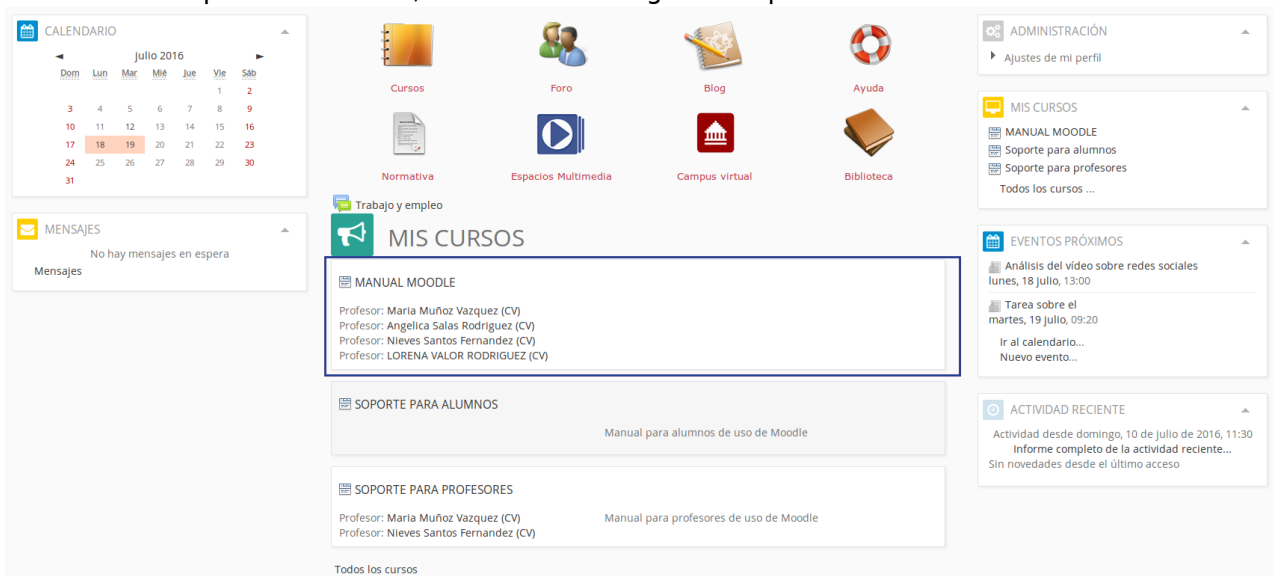 CALENDARIO
◄ julio 2016 ►
Dom Lun Mar Mié Jue Vie Sáb
1 2
3 4 5 6 7 8 9
10 11 12 13 14 15 16
17 18 19 20 21 22 23
24 25 26 27 28 29 30
31
MENSAJES
No hay mensajes en espera
Mensajes
Cursos Foro Blog Ayuda
Normativa Espacios Multimedia Campus virtual Biblioteca
Trabajo y empleo
MIS CURSOS
MANUAL MOODLE
Profesor: Maria Muñoz Vazquez (CV)
Profesor: Angelica Salas Rodriguez (CV)
Profesor: Nieves Santos Fernandez (CV)
Profesor: LORENA VALOR RODRIGUEZ (CV)
SOPORTE PARA ALUMNOS
Manual para alumnos de uso de Moodle
SOPORTE PARA PROFESORES
Profesor: Maria Muñoz Vazquez (CV)
Profesor: Nieves Santos Fernandez (CV)
Manual para profesores de uso de Moodle
Todos los cursos
ADMINISTRACIÓN
Ajustes de mi perfil
MIS CURSOS
MANUAL MOODLE
Soporte para alumnos
Soporte para profesores
Todos los cursos ...
EVENTOS PRÓXIMOS
Análisis del vídeo sobre redes sociales
lunes, 18 julio, 13:00
Tarea sobre el
martes, 19 julio, 09:20
Ir al calendario...
Nuevo evento...
ACTIVIDAD RECIENTE
Actividad desde domingo, 10 de julio de 2016, 11:30
Informe completo de la actividad reciente...
Sin novedades desde el último acceso